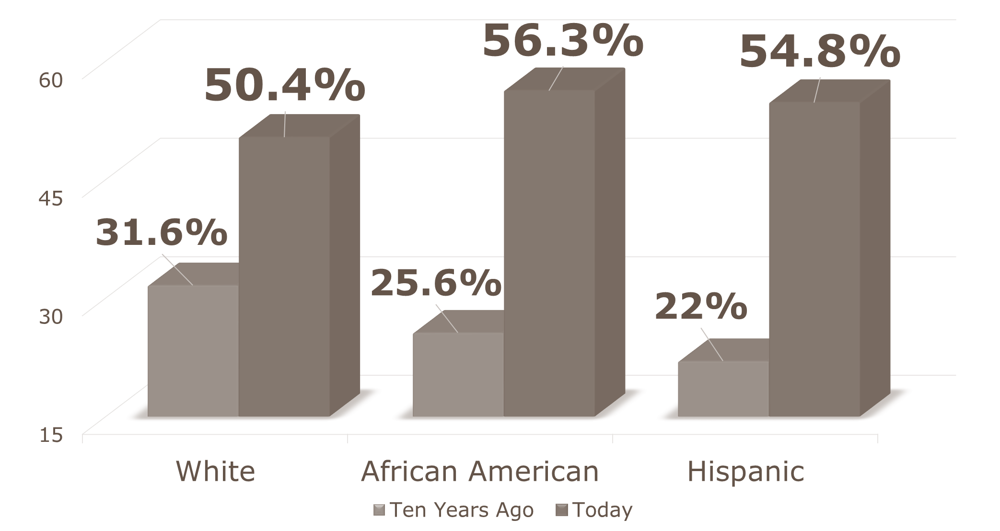 56.3%
54.8%
50.4%
60
45
31.6%
25.6%
22%
30
15
White
African American
Hispanic
Ten Years Ago
Today